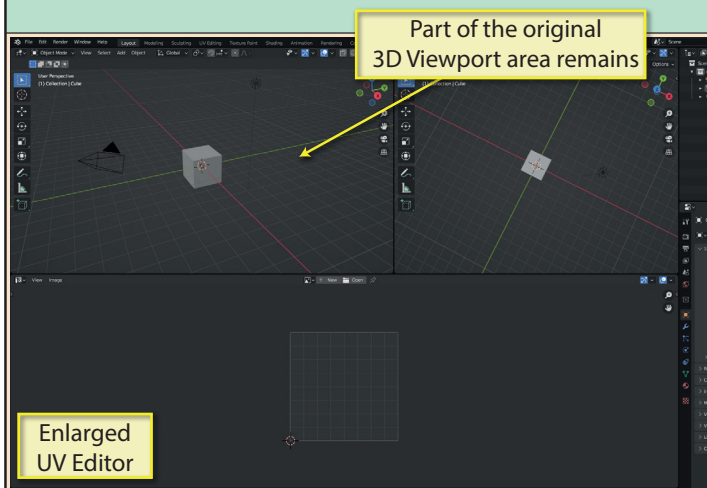 Part of the original
3D Viewport area remains
File Edit Render Window Help Layout Modeling Sculpting UV Editing Texture Paint Shading Animation Rendering
Scene
Object Mode View Select Add Object Global
Options
User Perspective
(1) Collection | Cube
(1) Collection | Cube
View Image
New Open
Enlarged
UV Editor